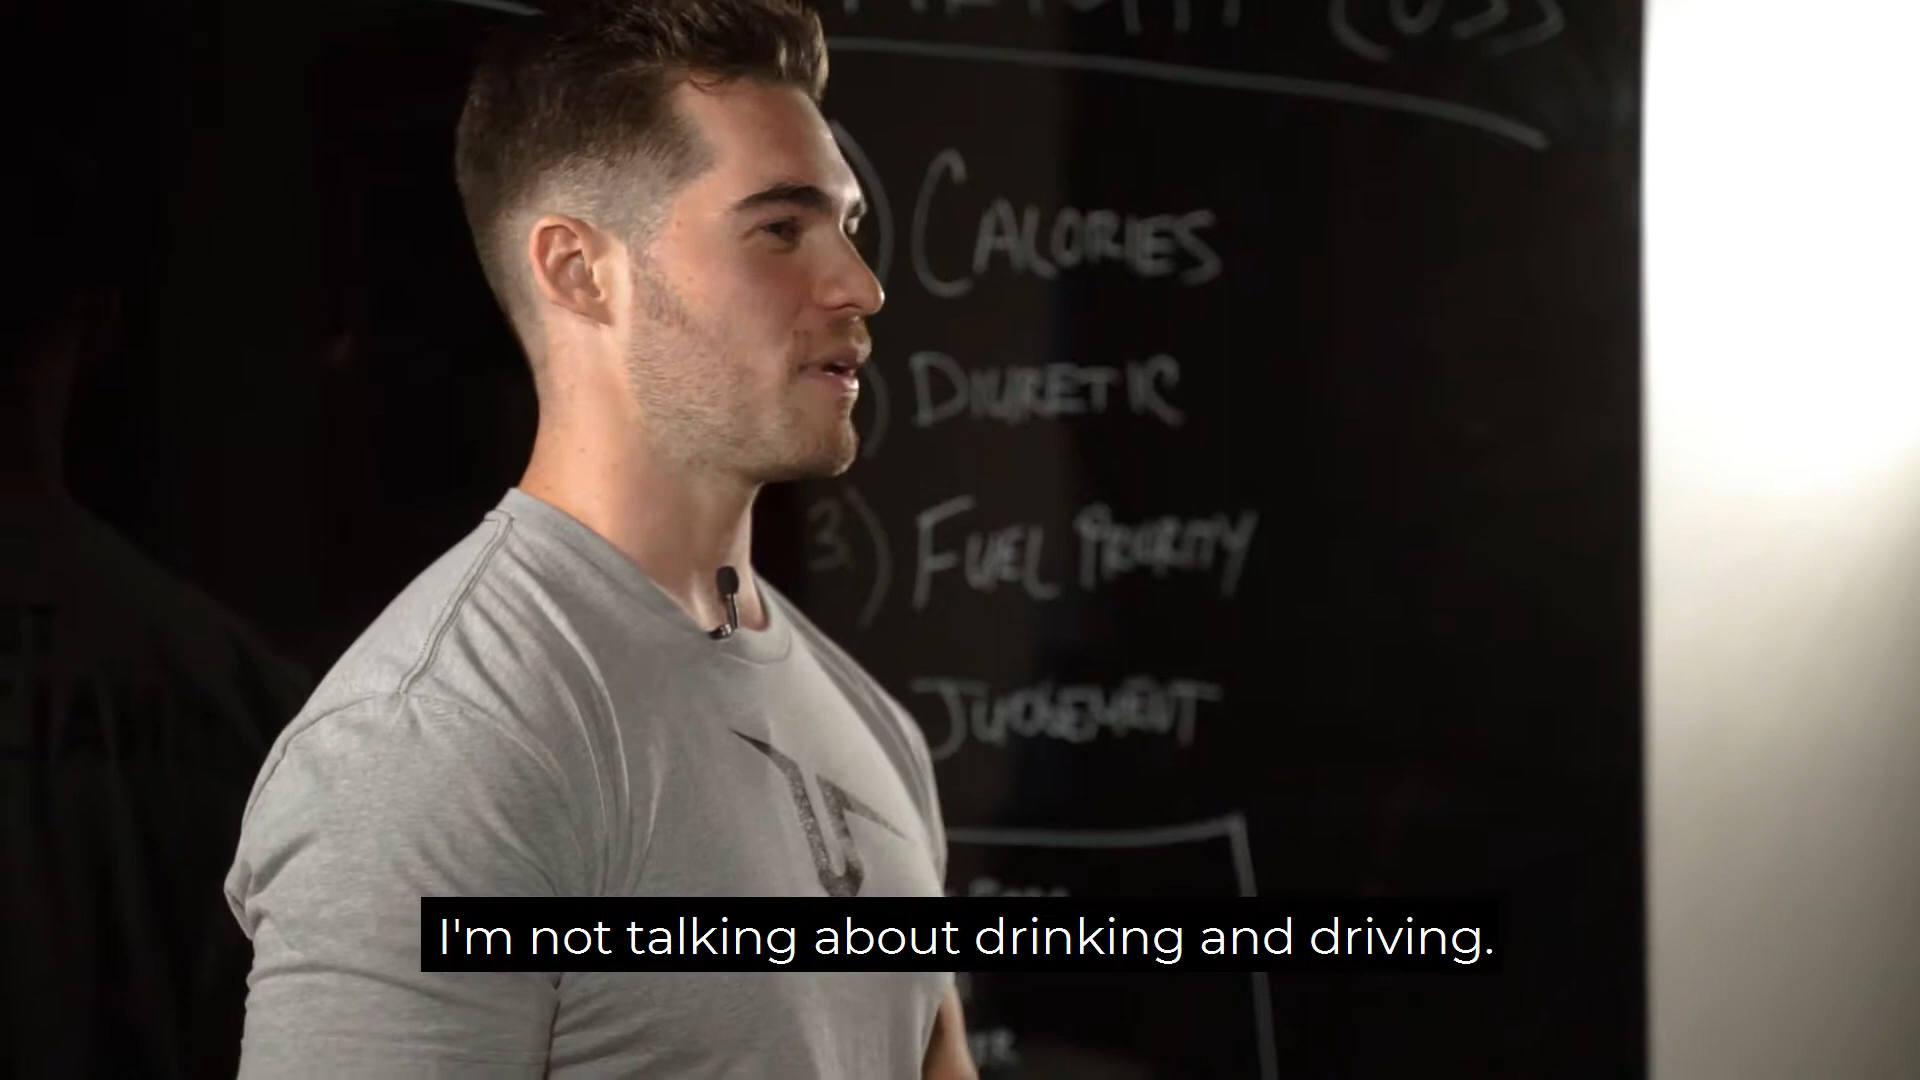 CALORIES
DIURETIC
3) FUEL PRIORITY
JUDGEMENT
I'm not talking about drinking and driving.